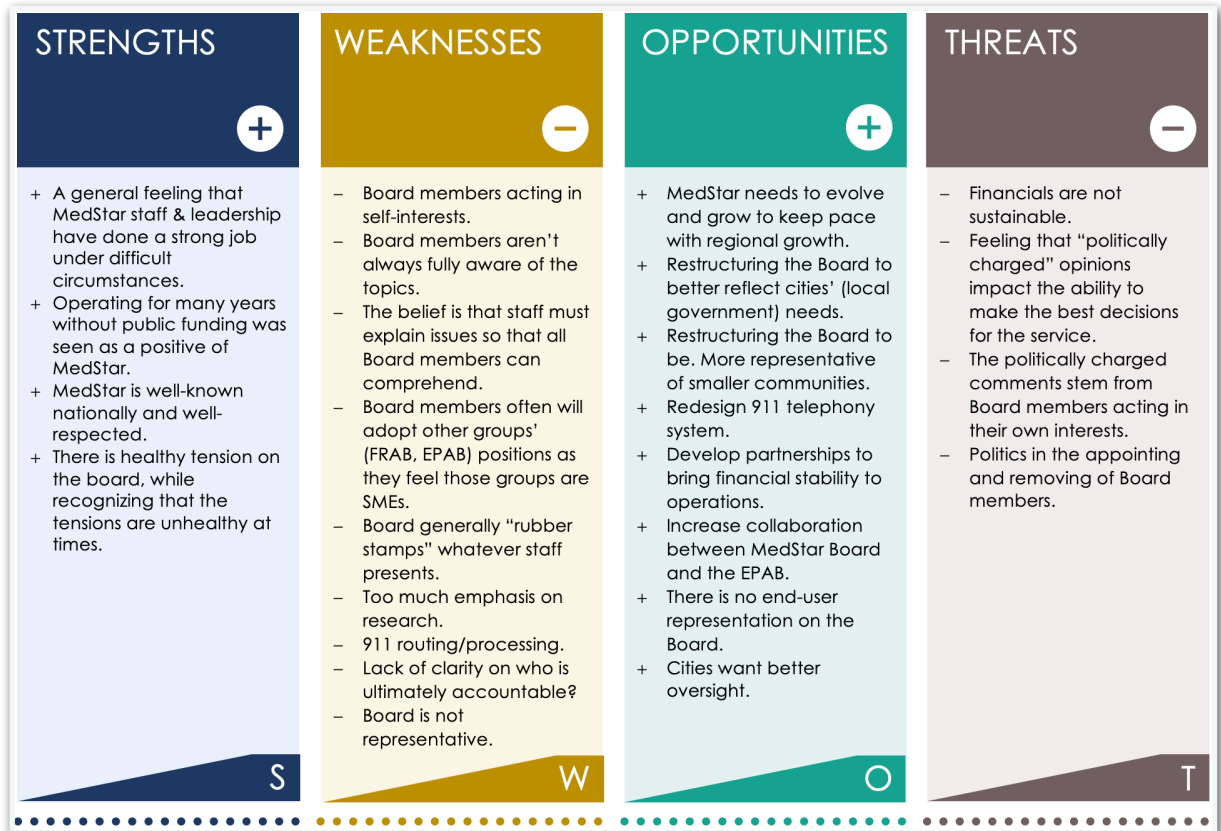 STRENGTHS
+
+ A general feeling that
MedStar staff & leadership
have done a strong job
under difficult
circumstances.
+ Operating for many years
without public funding was
seen as a positive of
MedStar.
+ MedStar is well-known
nationally and well-
respected.
+ There is healthy tension on
the board, while
recognizing that the
tensions are unhealthy at
times.
S
WEAKNESSES
–
– Board members acting in
self-interests.
– Board members aren't
always fully aware of the
topics.
– The belief is that staff must
explain issues so that all
Board members can
comprehend.
– Board members often will
adopt other groups'
(FRAB, EPAB) positions as
they feel those groups are
SMEs.
– Board generally “rubber
stamps” whatever staff
presents.
– Too much emphasis on
research.
– 911 routing/processing.
– Lack of clarity on who is
ultimately accountable?
– Board is not
representative.
W
OPPORTUNITIES
+
+ MedStar needs to evolve
and grow to keep pace
with regional growth.
+ Restructuring the Board to
better reflect cities' (local
government) needs.
+ Restructuring the Board to
be. More representative
of smaller communities.
+ Redesign 911 telephony
system.
+ Develop partnerships to
bring financial stability to
operations.
+ Increase collaboration
between MedStar Board
and the EPAB.
+ There is no end-user
representation on the
Board.
+ Cities want better
oversight.
O
THREATS
–
– Financials are not
sustainable.
– Feeling that “politically
charged” opinions
impact the ability to
make the best decisions
for the service.
– The politically charged
comments stem from
Board members acting in
their own interests.
– Politics in the appointing
and removing of Board
members.
T